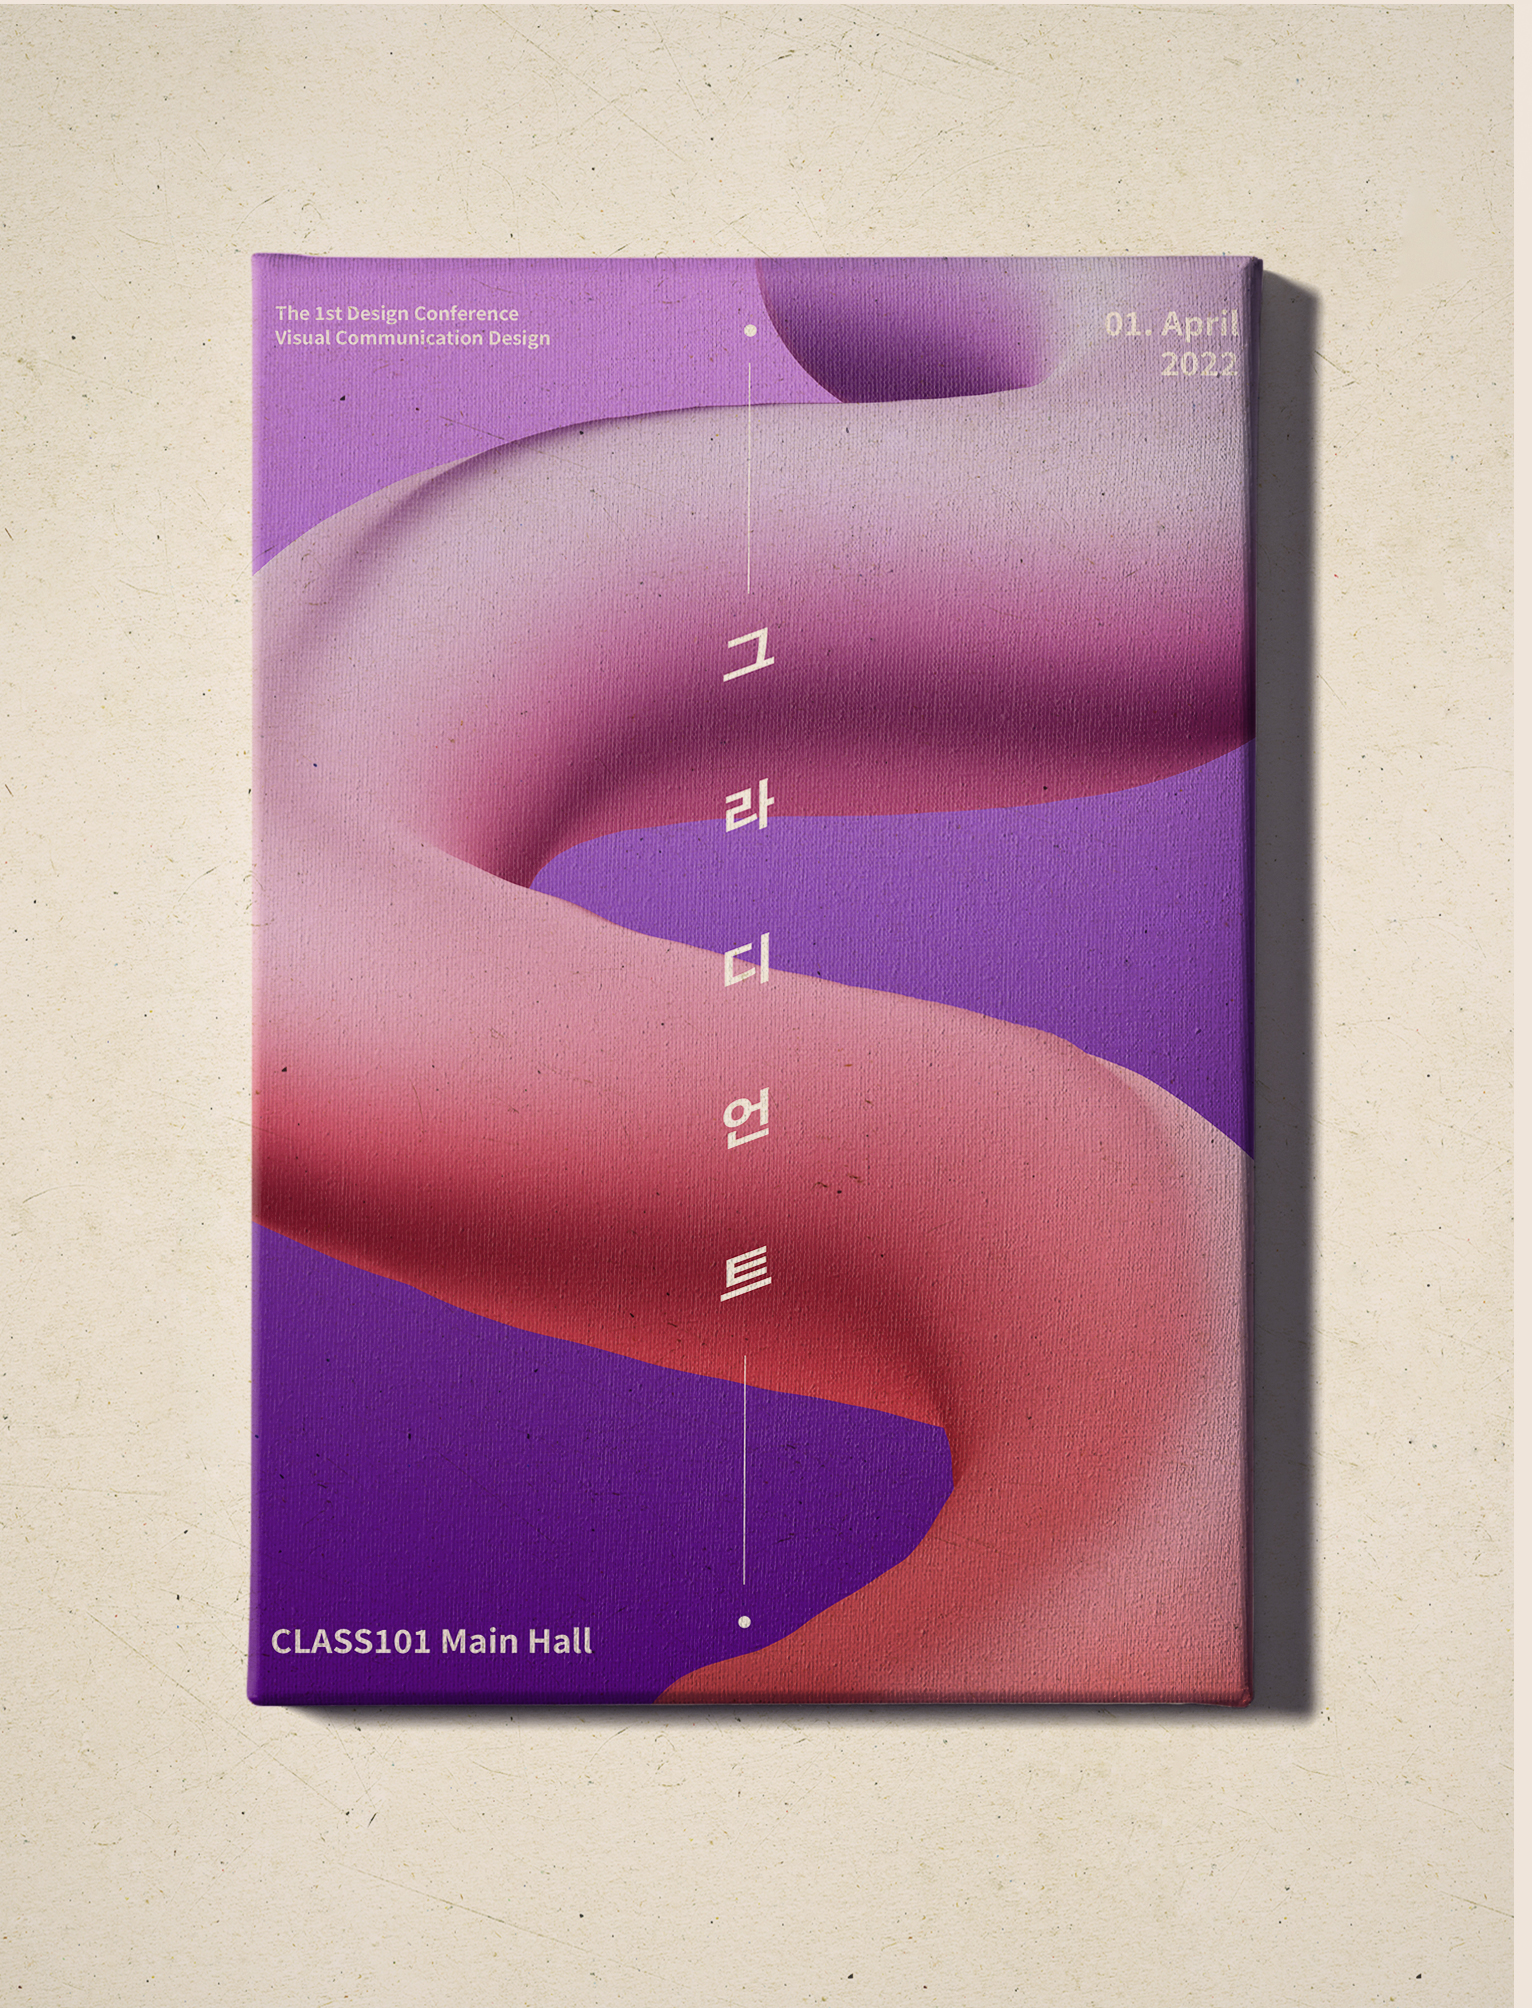 The 1st Design Conference
Visual Communication Design
01. April
2022
그
라
디
언
트
CLASS101 Main Hall